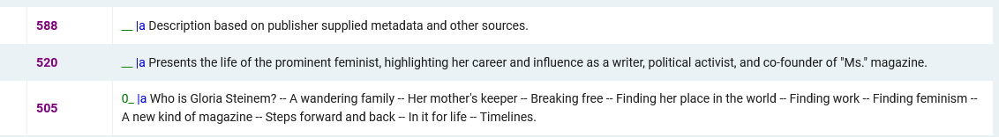 588 __ |a Description based on publisher supplied metadata and other sources.
520 __ |a Presents the life of the prominent feminist, highlighting her career and influence as a writer, political activist, and co-founder of "Ms." magazine.
505 0_ |a Who is Gloria Steinem? -- A wandering family -- Her mother's keeper -- Breaking free -- Finding her place in the world -- Finding work -- Finding feminism --
A new kind of magazine -- Steps forward and back -- In it for life -- Timelines.